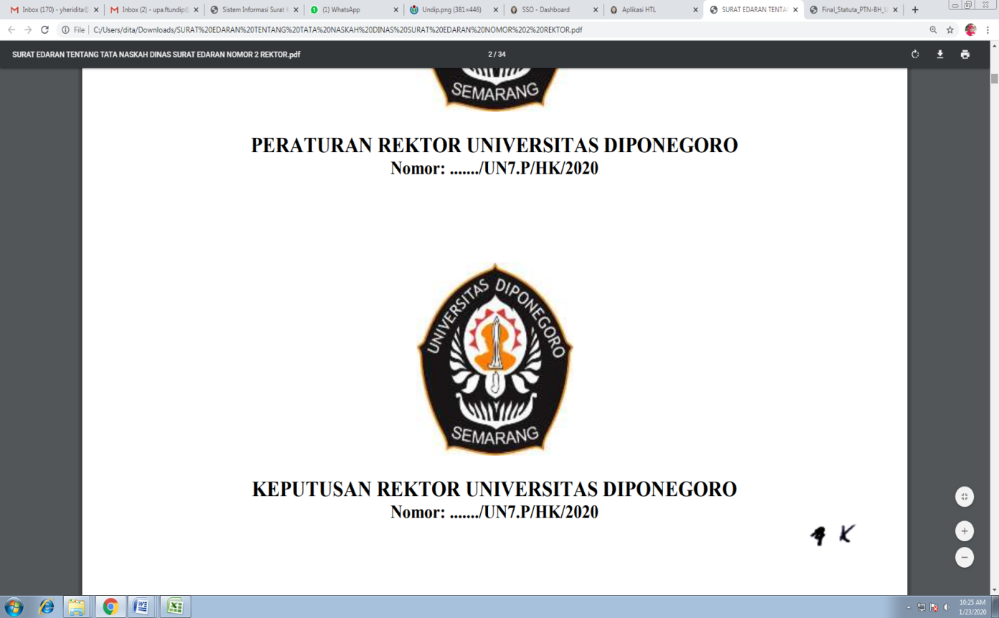 Inbox (170) - yheridita©
Inbox (2) - upa.ftundip©
Sistem Informasi Surat
(1) WhatsApp
Undip.png (381×446)
SSO - Dashboard
Aplikasi HTL
SURAT EDARAN TENTA
Final_Statuta_PTN-BH_U
File
C:/Users/dita/Downloads/SURAT%20EDARAN%20TENTANG%20TATA%20NASKAH%20DINAS%20SURAT%20EDARAN%20NOMOR%202%20REKTOR.pdf
SURAT EDARAN TENTANG TATA NASKAH DINAS SURAT EDARAN NOMOR 2 REKTOR.pdf
2 / 34
SEMARANG
PERATURAN REKTOR UNIVERSITAS DIPONEGORO
Nomor: ......./UN7.P/HK/2020
UNIVERSITAS DIPONEGORO
SEMARANG
KEPUTUSAN REKTOR UNIVERSITAS DIPONEGORO
Nomor: ......./UN7.P/HK/2020
10:25 AM
1/23/2020